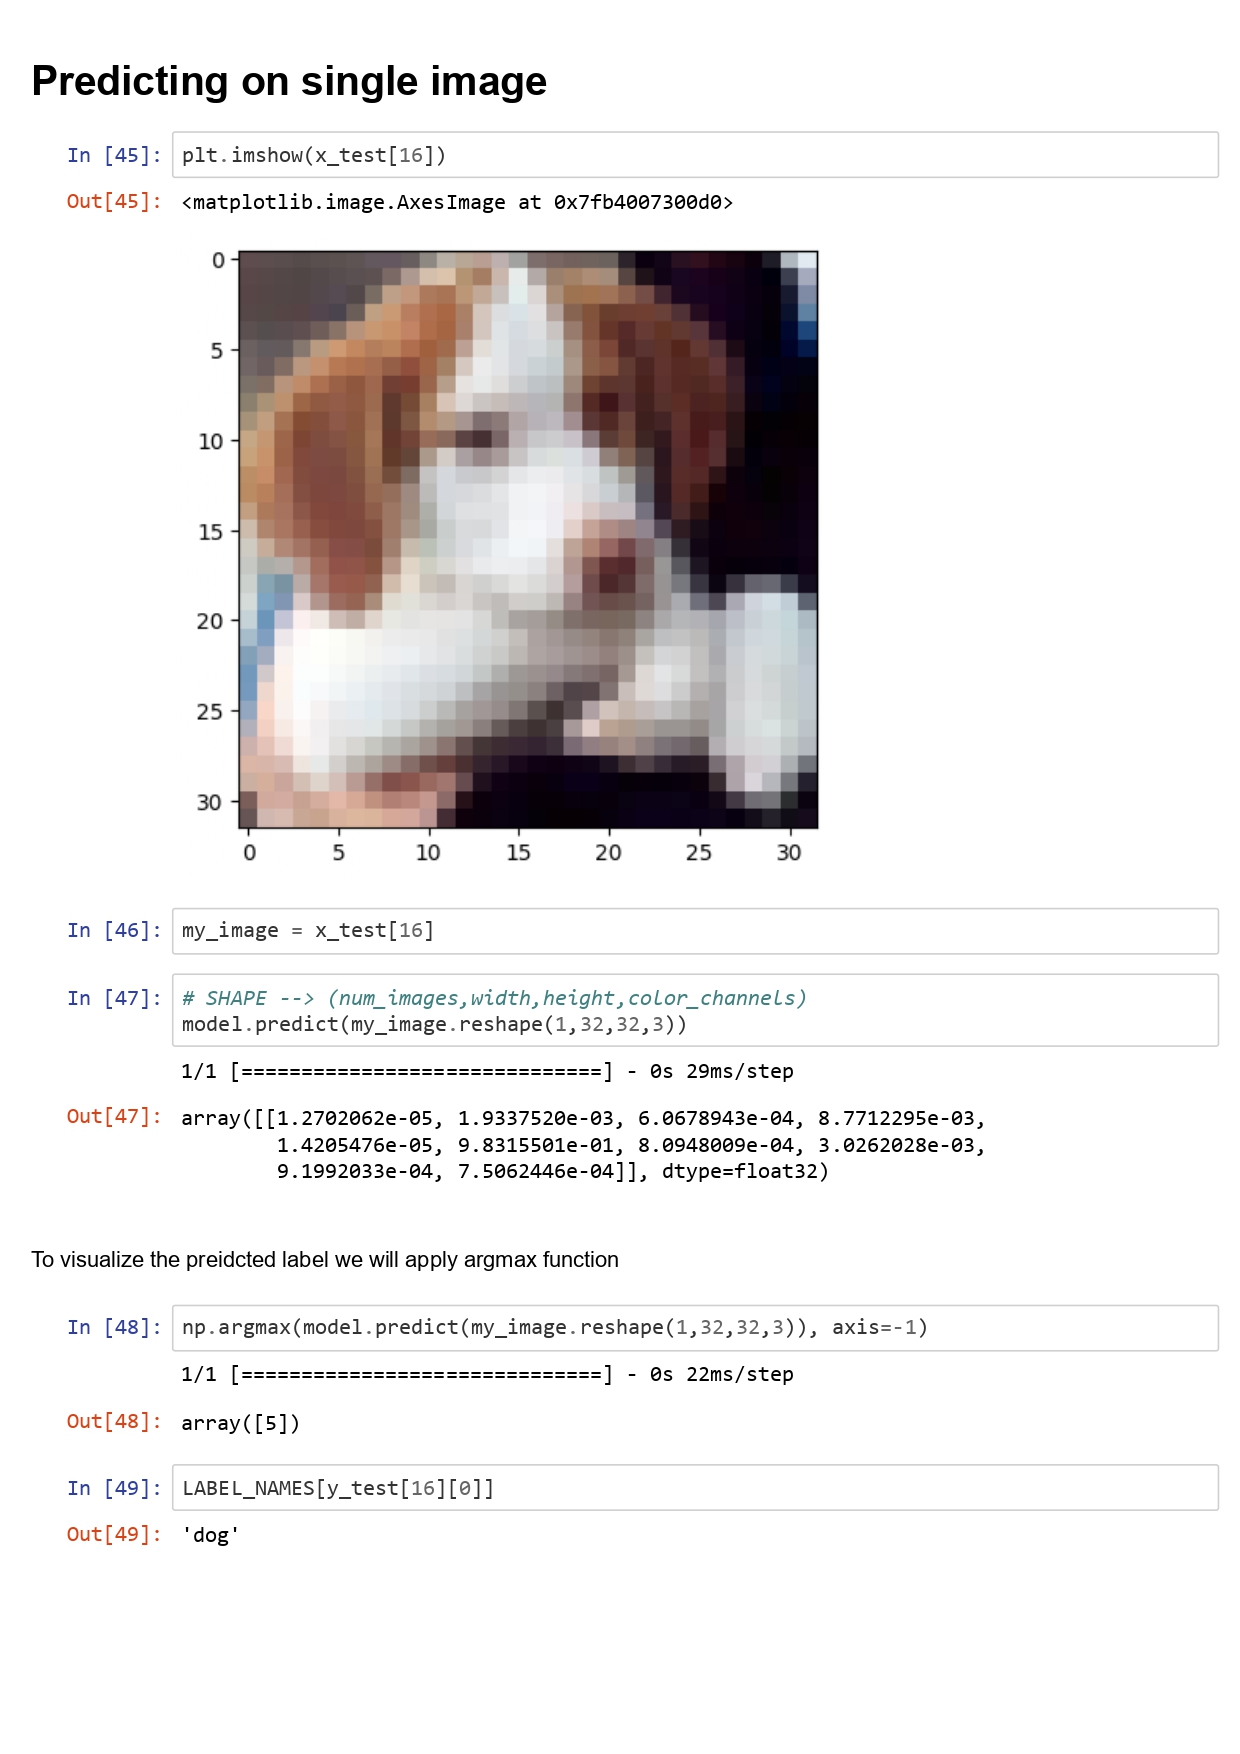 Predicting on single image
In [45]: plt.imshow(x_test[16])
Out[45]: <matplotlib.image.AxesImage at 0x7fb4007300d0>
0
5
10
15
20
25
30
0 5 10 15 20 25 30
In [46]: my_image = x_test[16]
In [47]: # SHAPE --> (num_images,width,height,color_channels)
model.predict(my_image.reshape(1,32,32,3))
1/1 [==============================] - 0s 29ms/step
Out[47]: array([[1.2702062e-05, 1.9337520e-03, 6.0678943e-04, 8.7712295e-03,
1.4205476e-05, 9.8315501e-01, 8.0948009e-04, 3.0262028e-03,
9.1992033e-04, 7.5062446e-04]], dtype=float32)
To visualize the preidcted label we will apply argmax function
In [48]: np.argmax(model.predict(my_image.reshape(1,32,32,3)), axis=-1)
1/1 [==============================] - 0s 22ms/step
Out[48]: array([5])
In [49]: LABEL_NAMES[y_test[16][0]]
Out[49]: 'dog'